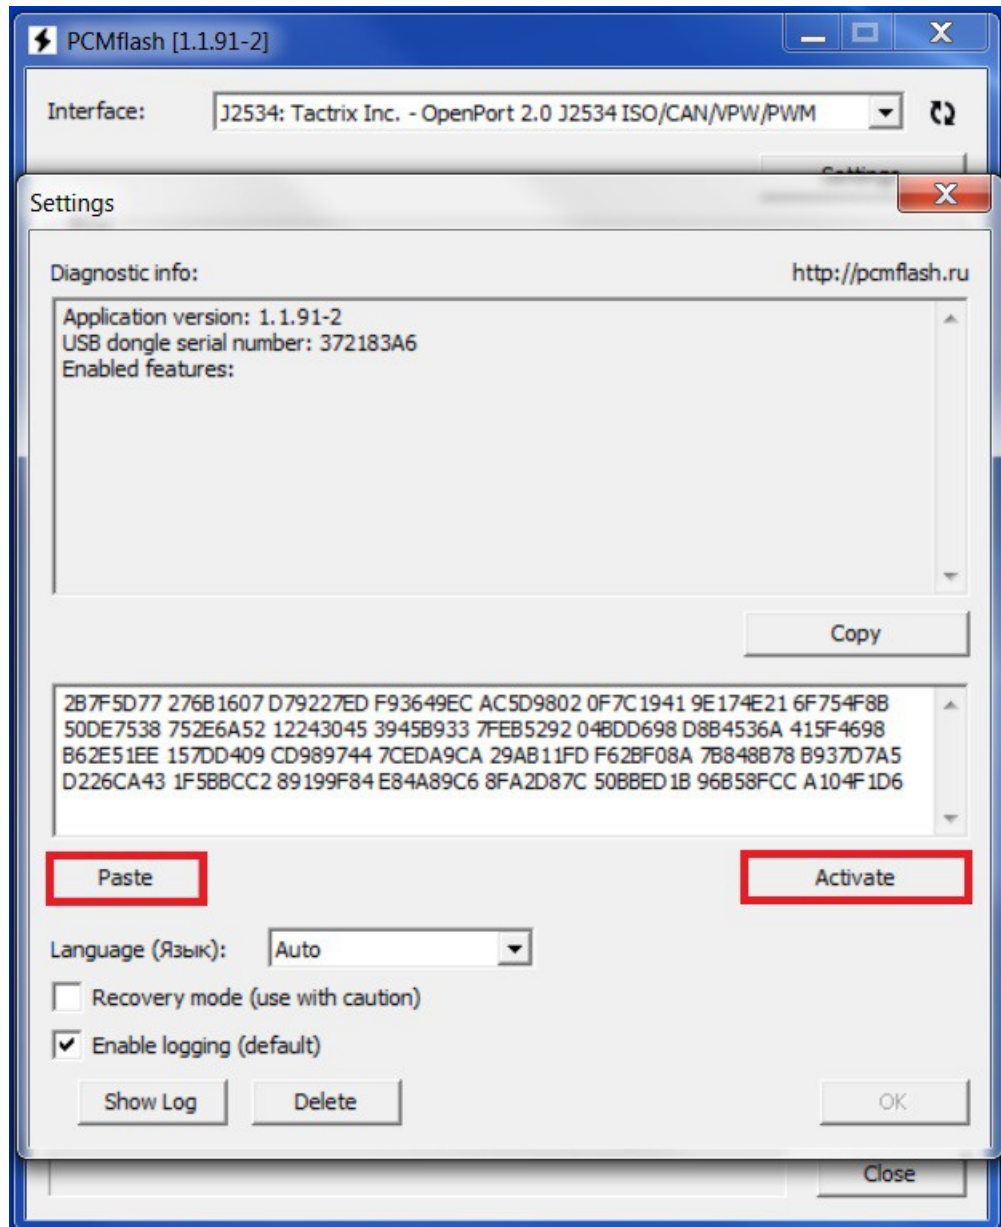 PCMflash [1.1.91-2]
Interface:
J2534: Tactrix Inc. - OpenPort 2.0 J2534 ISO/CAN/VPW/PWM
Settings
Settings
Diagnostic info:
http://pcmflash.ru
Application version: 1.1.91-2
USB dongle serial number: 372183A6
Enabled features:
Copy
2B7F5D77 276B1607 D79227ED F93649EC AC5D9802 0F7C1941 9E174E21 6F754F8B
50DE7538 752E6A52 12243045 3945B933 7FEB5292 04BDD698 D8B4536A 415F4698
B62E51EE 157DD409 CD989744 7CEDA9CA 29AB11FD F62BF08A 7B848B78 B937D7A5
D226CA43 1F5BBCC2 89199F84 E84A89C6 8FA2D87C 50BBED1B 96B58FCC A104F1D6
Paste
Activate
Language (Язык):
Auto
Recovery mode (use with caution)
Enable logging (default)
Show Log
Delete
OK
Close